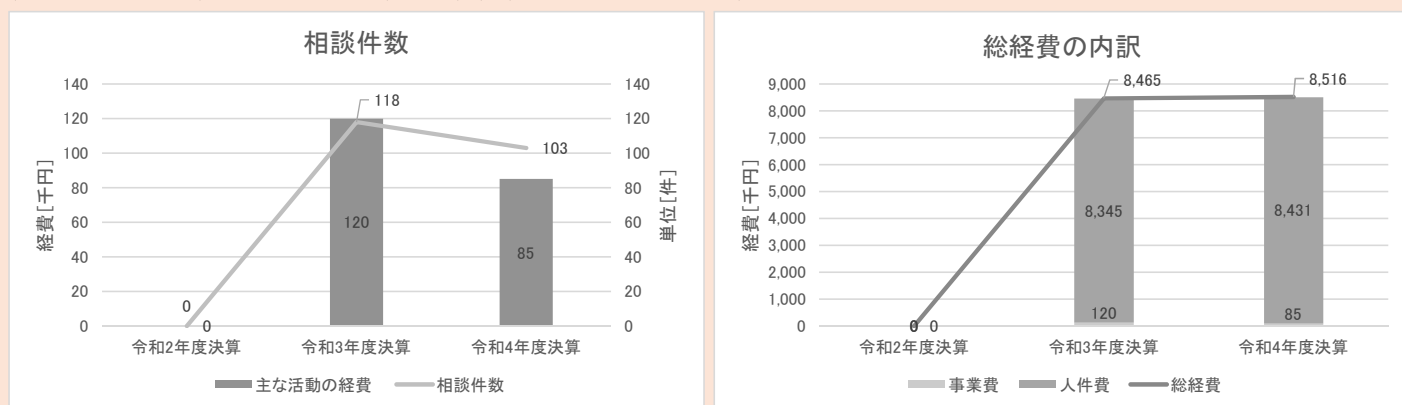 相談件数
140
120
100
80
60
40
20
0
経費[千円]
140
120
100
80
60
40
20
0
単位[件]
0
0
118
120
103
85
令和2年度決算
令和3年度決算
令和4年度決算
主な活動の経費
相談件数
総経費の内訳
9,000
8,000
7,000
6,000
5,000
4,000
3,000
2,000
1,000
0
経費[千円]
0
0
0
8,465
8,345
120
8,516
8,431
85
令和2年度決算
令和3年度決算
令和4年度決算
事業費
人件費
総経費